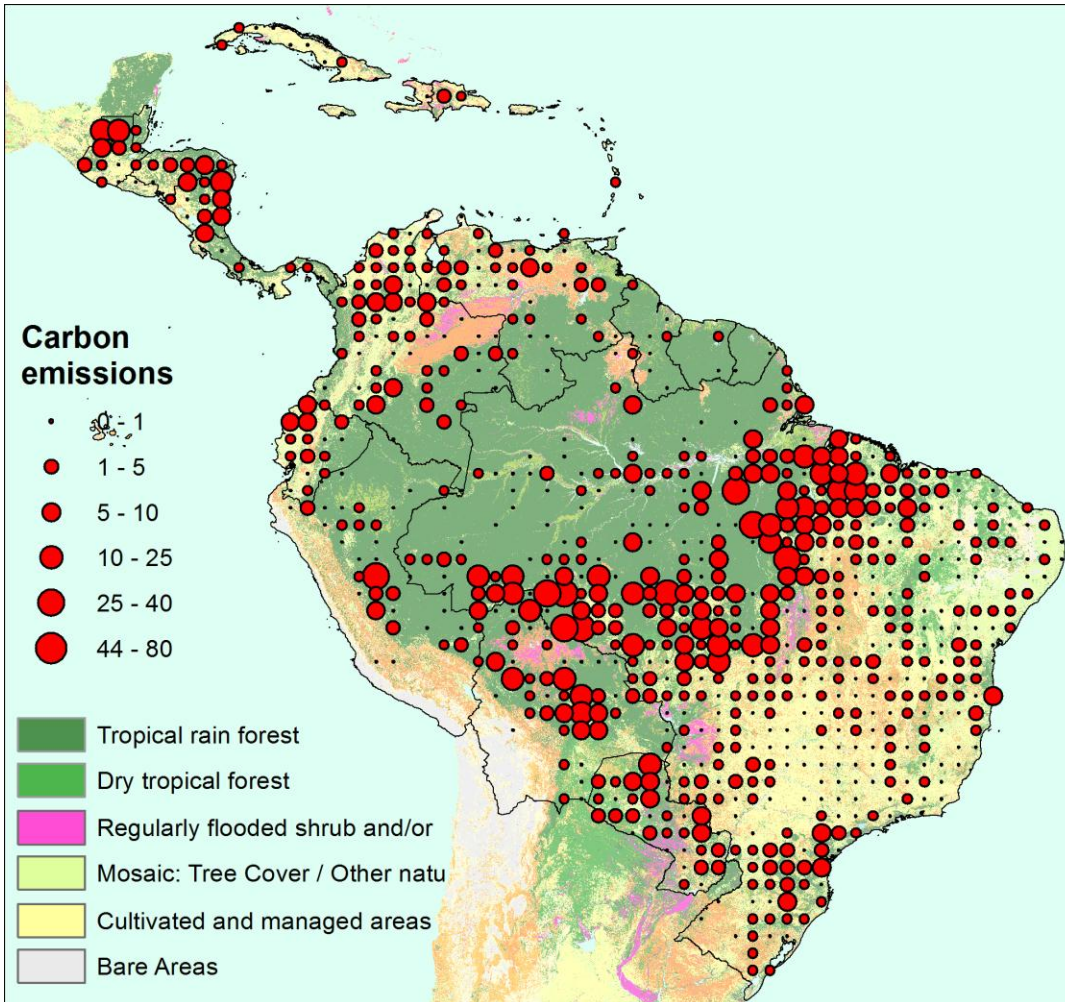 Carbon
emissions
0 - 1
1 - 5
5 - 10
10 - 25
25 - 40
44 - 80
Tropical rain forest
Dry tropical forest
Regularly flooded shrub and/or
Mosaic: Tree Cover / Other natu
Cultivated and managed areas
Bare Areas